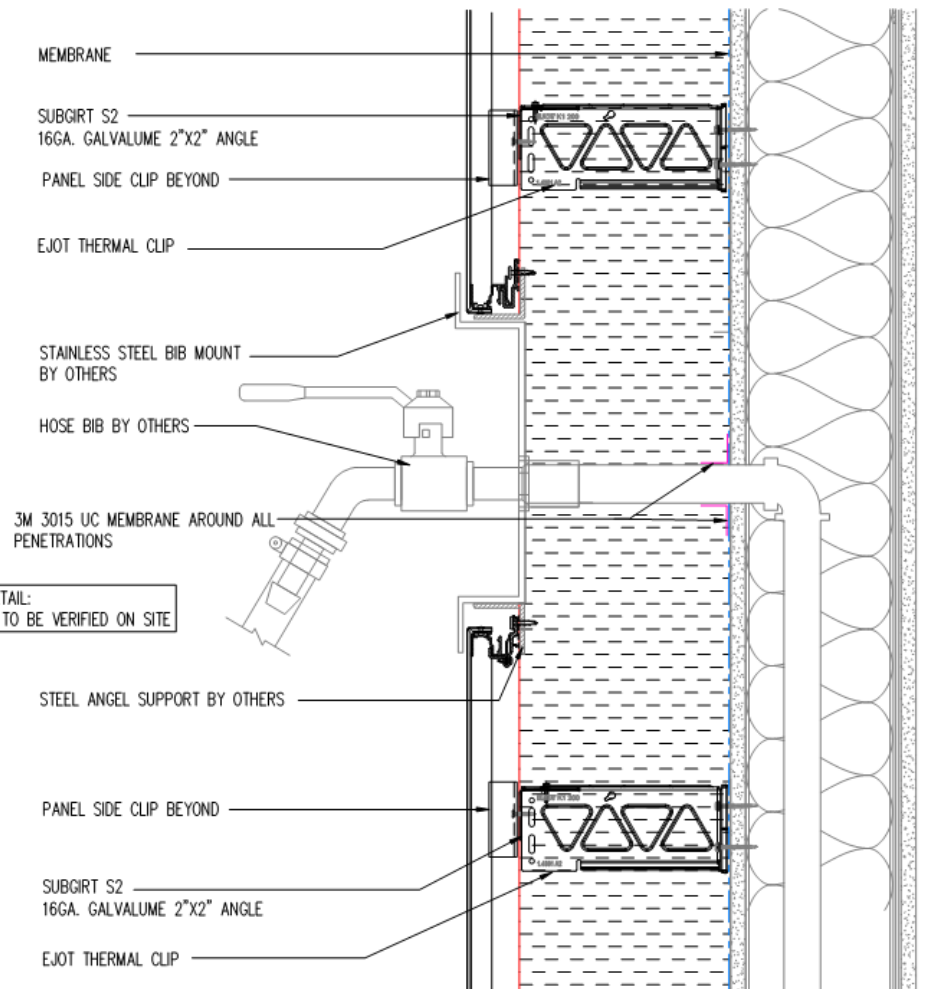 MEMBRANE
SUBGIRT S2
16GA. GALVALUME 2"X2" ANGLE
PANEL SIDE CLIP BEYOND
EJOT THERMAL CLIP
STAINLESS STEEL BIB MOUNT
BY OTHERS
HOSE BIB BY OTHERS
3M 3015 UC MEMBRANE AROUND ALL
PENETRATIONS
TAIL:
TO BE VERIFIED ON SITE
STEEL ANGEL SUPPORT BY OTHERS
PANEL SIDE CLIP BEYOND
SUBGIRT S2
16GA. GALVALUME 2"X2" ANGLE
EJOT THERMAL CLIP